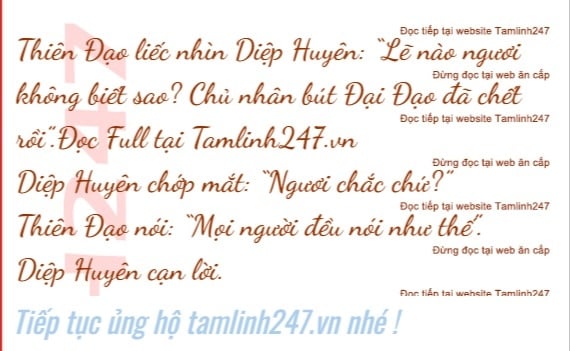 Đọc tiếp tại website Tamlinh247
Thiên Đạo liếc nhìn Diệp Huyên: “Lẽ nào ngươi
Đừng đọc tại web ăn cắp
không biết sao? Chủ nhân bút Đại Đạo đã chết
Đọc tiếp tại website Tamlinh247
rồi”.Đọc Full tại Tamlinh247.vn
Đừng đọc tại web ăn cắp
Diệp Huyên chớp mắt: “Ngươi chắc chứ?”
Đọc tiếp tại website Tamlinh247
Thiên Đạo nói: “Mọi người đều nói như thế”.
Đừng đọc tại web ăn cắp
Diệp Huyên cạn lời.
Đọc tiếp tại website Tamlinh247
Tiếp tục ủng hộ tamlinh247.vn nhé !
1247